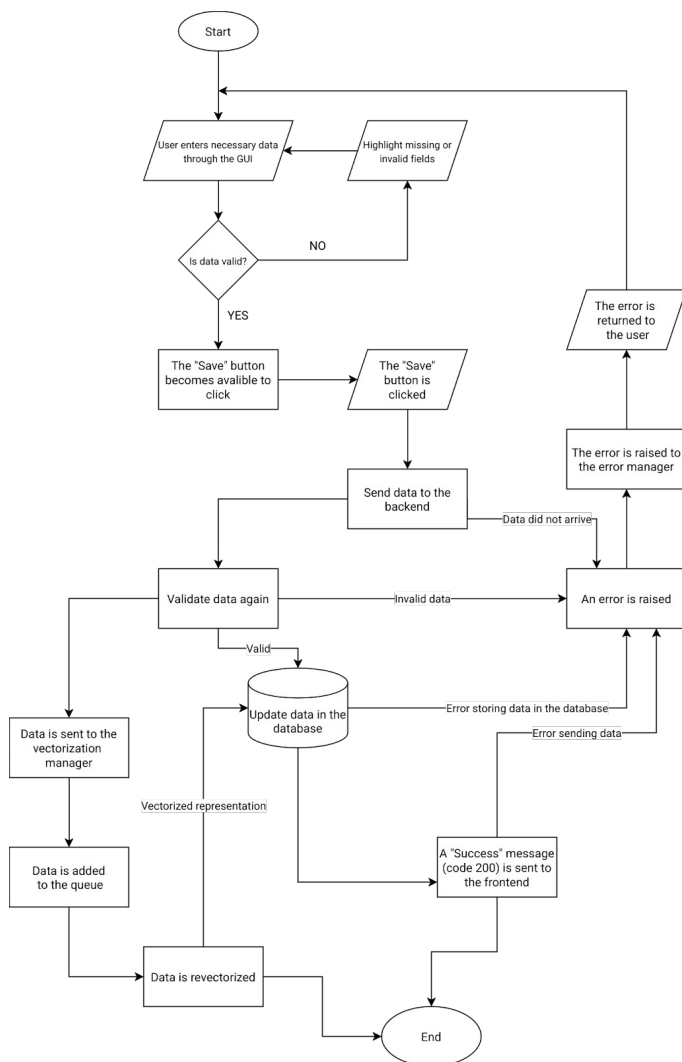 Start
User enters necessary data
through the GUI
Highlight missing or
invalid fields
Is data valid?
NO
YES
The error is
returned to
the user
The "Save" button
becomes avalible to
click
The "Save"
button is
clicked
The error is raised to
the error manager
Send data to the
backend
Data did not arrive
Validate data again
Invalid data
An error is raised
Valid
Update data in the
database
Error storing data in the database
Error sending data
Data is sent to the
vectorization
manager
Vectorized representation
A "Success" message
(code 200) is sent to
the frontend
Data is added
to the queue
Data is revectorized
End